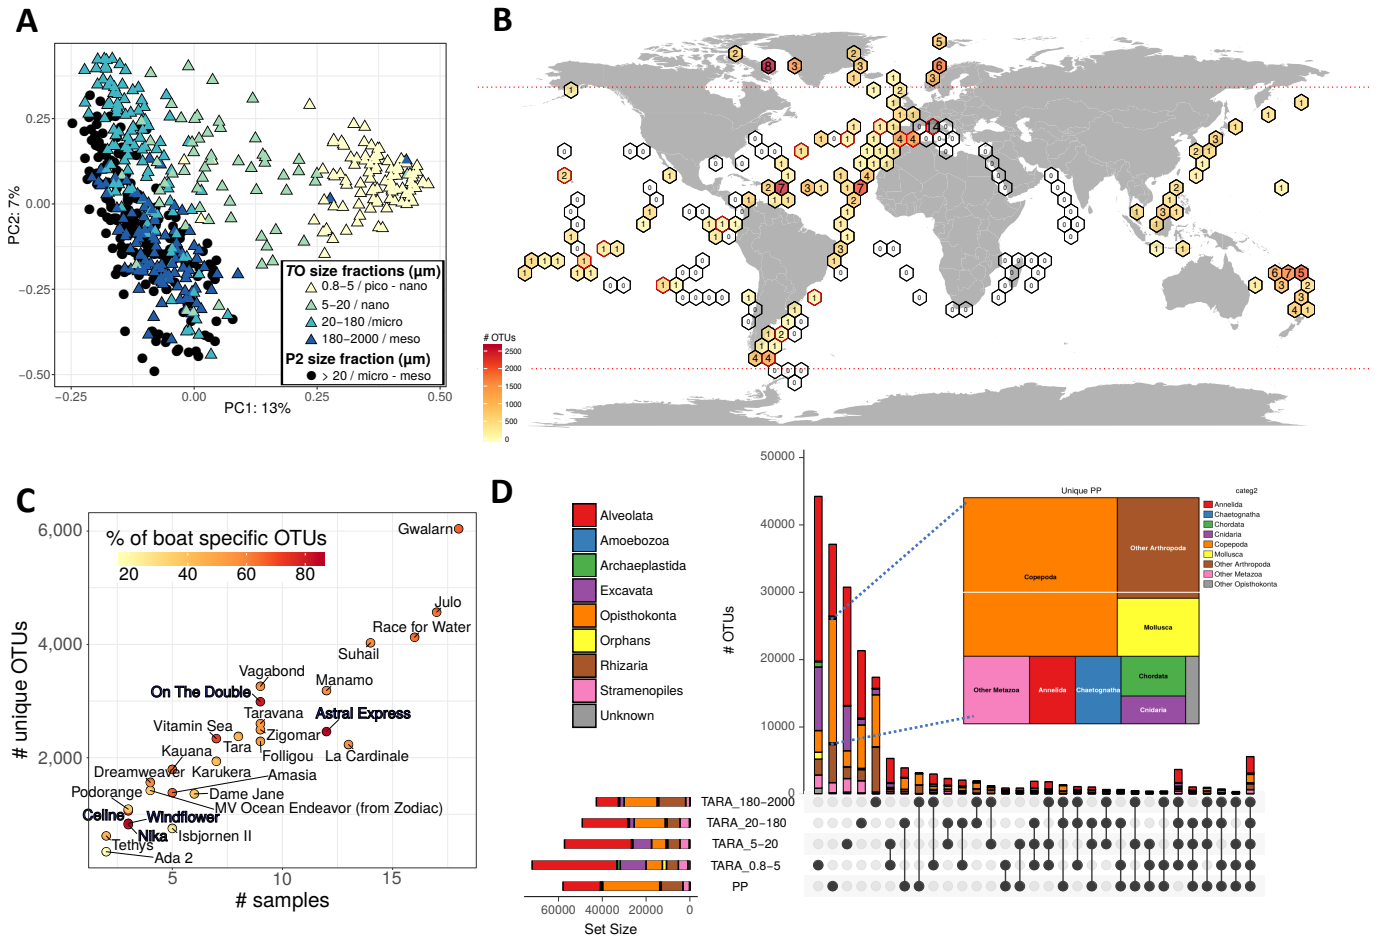 A
0.25
0.00
−0.25
−0.50
PC2: 7%
−0.25
0.00
0.25
0.50
PC1: 13%
TO size fractions (µm)
0.8−5 / pico - nano
5−20 / nano
20−180 /micro
180−2000 / meso
P2 size fraction (µm)
> 20 / micro - meso
B
# OTUs
2500
2000
1500
1000
500
0
C
6,000
4,000
2,000
# unique OTUs
% of boat specific OTUs
20 40 60 80
Gwalarn
Julo
Race for Water
Suhail
Vagabond
Manamo
On The Double
Taravana
Astral Express
Vitamin Sea
Zigomar
Tara
Folligou
La Cardinale
Kauana
Dreamweaver
Karukera
Amasia
Podorange
Dame Jane
MV Ocean Endeavor (from Zodiac)
Celine
Windflower
Nika
Isbjornen II
Tethys
Ada 2
5 10 15
# samples
D
Alveolata
Amoebozoa
Archaeplastida
Excavata
Opisthokonta
Orphans
Rhizaria
Stramenopiles
Unknown
50000
40000
30000
20000
10000
0
# OTUs
Unique PP
Copepoda
Other Arthropoda
Mollusca
Other Metazoa
Annelida
Chaetognatha
Chordata
Cnidaria
categ2
Annelida
Chaetognatha
Chordata
Cnidaria
Copepoda
Mollusca
Other Arthropoda
Other Metazoa
Other Opisthokonta
TARA_180−2000
TARA_20−180
TARA_5−20
TARA_0.8−5
PP
60000 40000 20000 0
Set Size